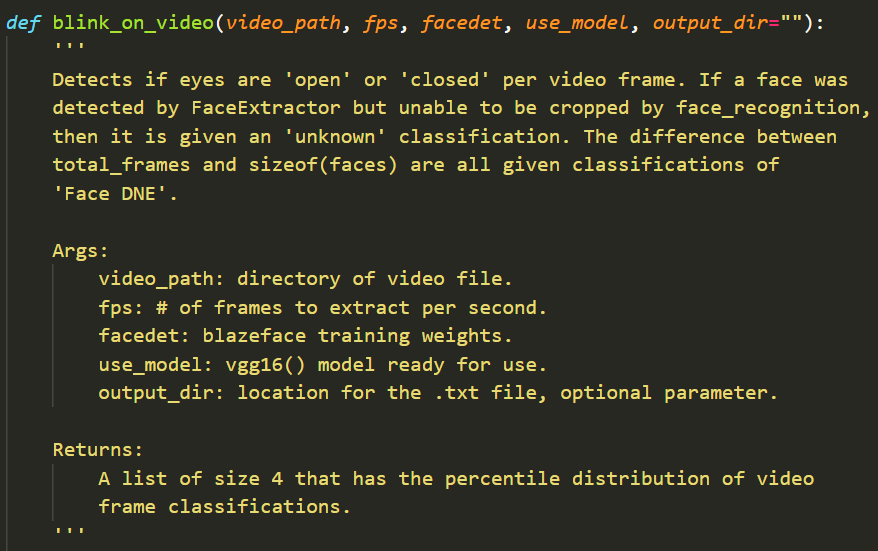 def blink_on_video(video_path, fps, facedet, use_model, output_dir=""):
'''
Detects if eyes are 'open' or 'closed' per video frame. If a face was
detected by FaceExtractor but unable to be cropped by face_recognition,
then it is given an 'unknown' classification. The difference between
total_frames and sizeof(faces) are all given classifications of
'Face DNE'.
Args:
video_path: directory of video file.
fps: # of frames to extract per second.
facedet: blazeface training weights.
use_model: vgg16() model ready for use.
output_dir: location for the .txt file, optional parameter.
Returns:
A list of size 4 that has the percentile distribution of video
frame classifications.
'''